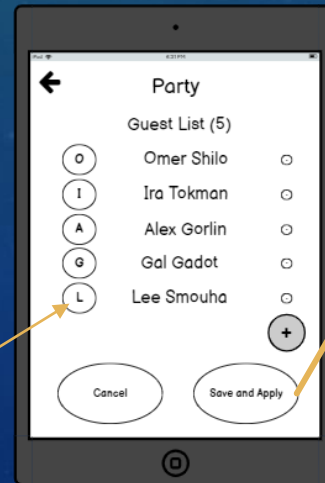 iPad 4:21 PM
Party
Guest List (5)
O Omer Shilo
I Ira Tokman
A Alex Gorlin
G Gal Gadot
L Lee Smouha
+
Cancel Save and Apply